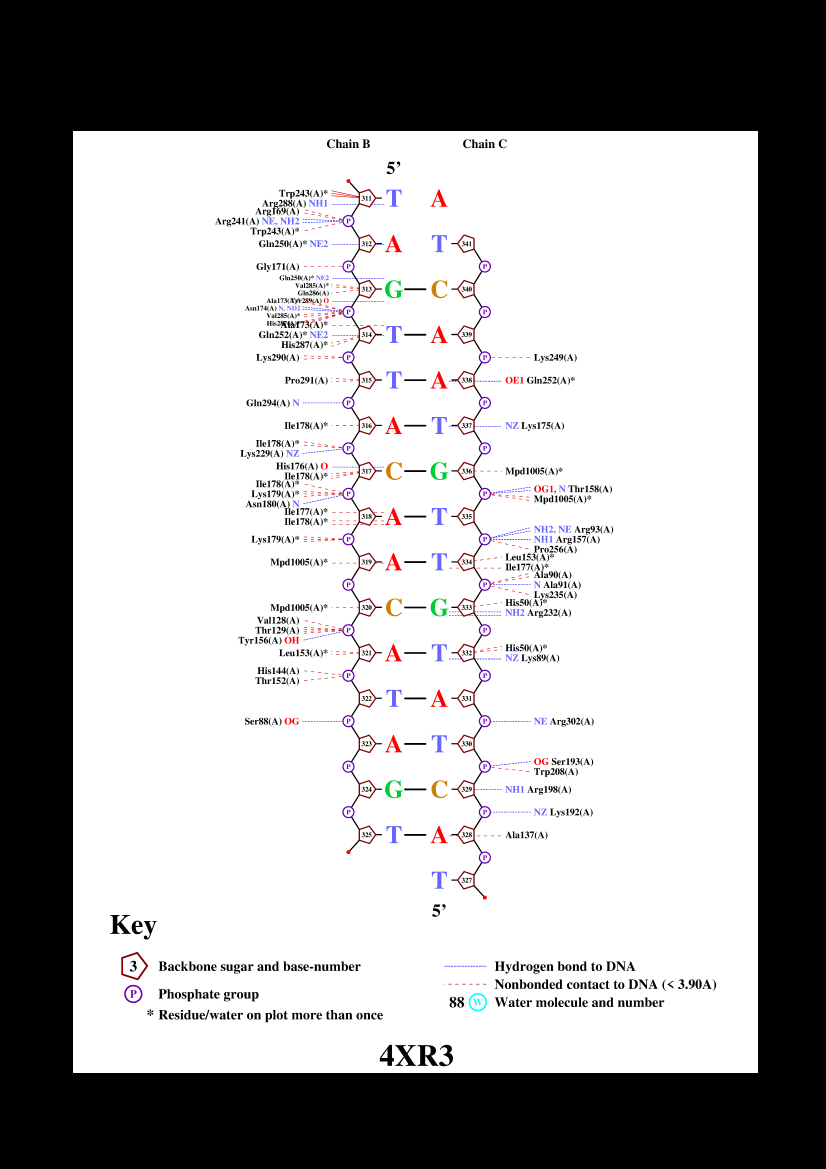 Chain B Chain C
5'
Trp243(A)*
311 T A
Arg288(A) NH1
Arg169(A)
P
Arg241(A) NE, NH2
Trp243(A)*
Gln250(A)* NE2 312 A T 341
Gly171(A) P P
Gln250(A)* NE2
Val285(A)*
313 G C 340
Gln286(A)
Ala173(A)
Tyr289(A) O
Asn174(A) N, ND2
P P
Val285(A)*
Ala173(A)*
Gln252(A)* NE2 314 T A 339
His287(A)*
Lys290(A) P P Lys249(A)
Pro291(A) 315 T A 338 OE1 Gln252(A)*
Gln294(A) N P P
Ile178(A)* 316 A T 337 NZ Lys175(A)
Ile178(A)*
P P
Lys229(A) NZ
His176(A) O
317 C G 336 Mpd1005(A)*
Ile178(A)*
Ile178(A)*
Lys179(A)* P P OG1, N Thr158(A)
Mpd1005(A)*
Asn180(A) N
Ile177(A)*
318 A T 335
Ile178(A)*
NH2, NE Arg93(A)
Lys179(A)* P P NH1 Arg157(A)
Pro256(A)
Leu153(A)*
Mpd1005(A)* 319 A T 334
Ile177(A)*
Ala90(A)
P P N Ala91(A)
Lys235(A)
His50(A)*
Mpd1005(A)* 320 C G 333
NH2 Arg232(A)
Val128(A)
Thr129(A) P P
Tyr156(A) OH
His50(A)*
Leu153(A)* 321 A T 332
NZ Lys89(A)
His144(A)
P P
Thr152(A)
322 T A 331
Ser88(A) OG P P NE Arg302(A)
323 A T 330
OG Ser193(A)
P P
Trp208(A)
324 G C 329 NH1 Arg198(A)
P P NZ Lys192(A)
325 T A 328 Ala137(A)
P
T 327
5'
Key
3 Backbone sugar and base-number
P Phosphate group
* Residue/water on plot more than once
Hydrogen bond to DNA
Nonbonded contact to DNA (< 3.90A)
88 W Water molecule and number
4XR3